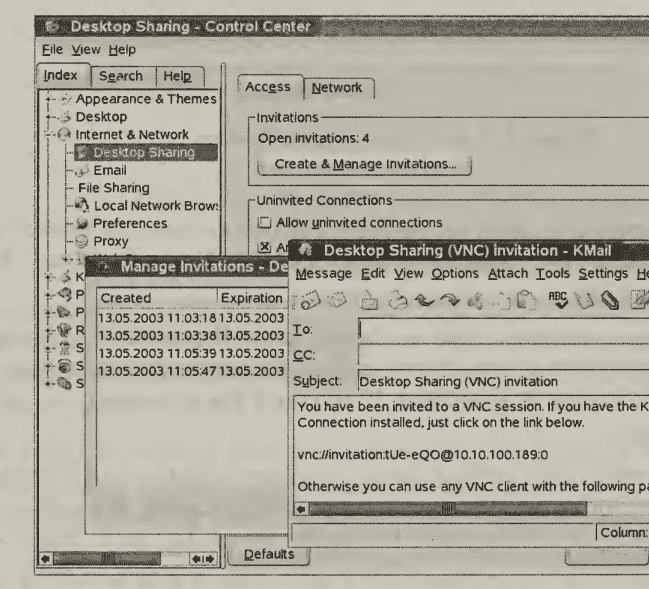 Desktop Sharing - Control Center
File View Help
Index Search Help
Appearance & Themes
Desktop
Internet & Network
Desktop Sharing
Email
File Sharing
Local Network Brow
Preferences
Proxy
K
P
P
R
S
S
S
Access Network
Invitations
Open invitations: 4
Create & Manage Invitations...
Uninvited Connections
Allow uninvited connections
Manage Invitations - De
Created Expiration
13.05.2003 11:03:18 13.05.2003
13.05.2003 11:03:38 13.05.2003
13.05.2003 11:05:39 13.05.2003
13.05.2003 11:05:47 13.05.2003
Desktop Sharing (VNC) invitation - KMail
Message Edit View Options Attach Tools Settings He
ABC
To:
CC:
Subject: Desktop Sharing (VNC) invitation
You have been invited to a VNC session. If you have the K
Connection installed, just click on the link below.
vnc://invitation:tUe-eQO@10.10.100.189:0
Otherwise you can use any VNC client with the following pa
Column:
Defaults